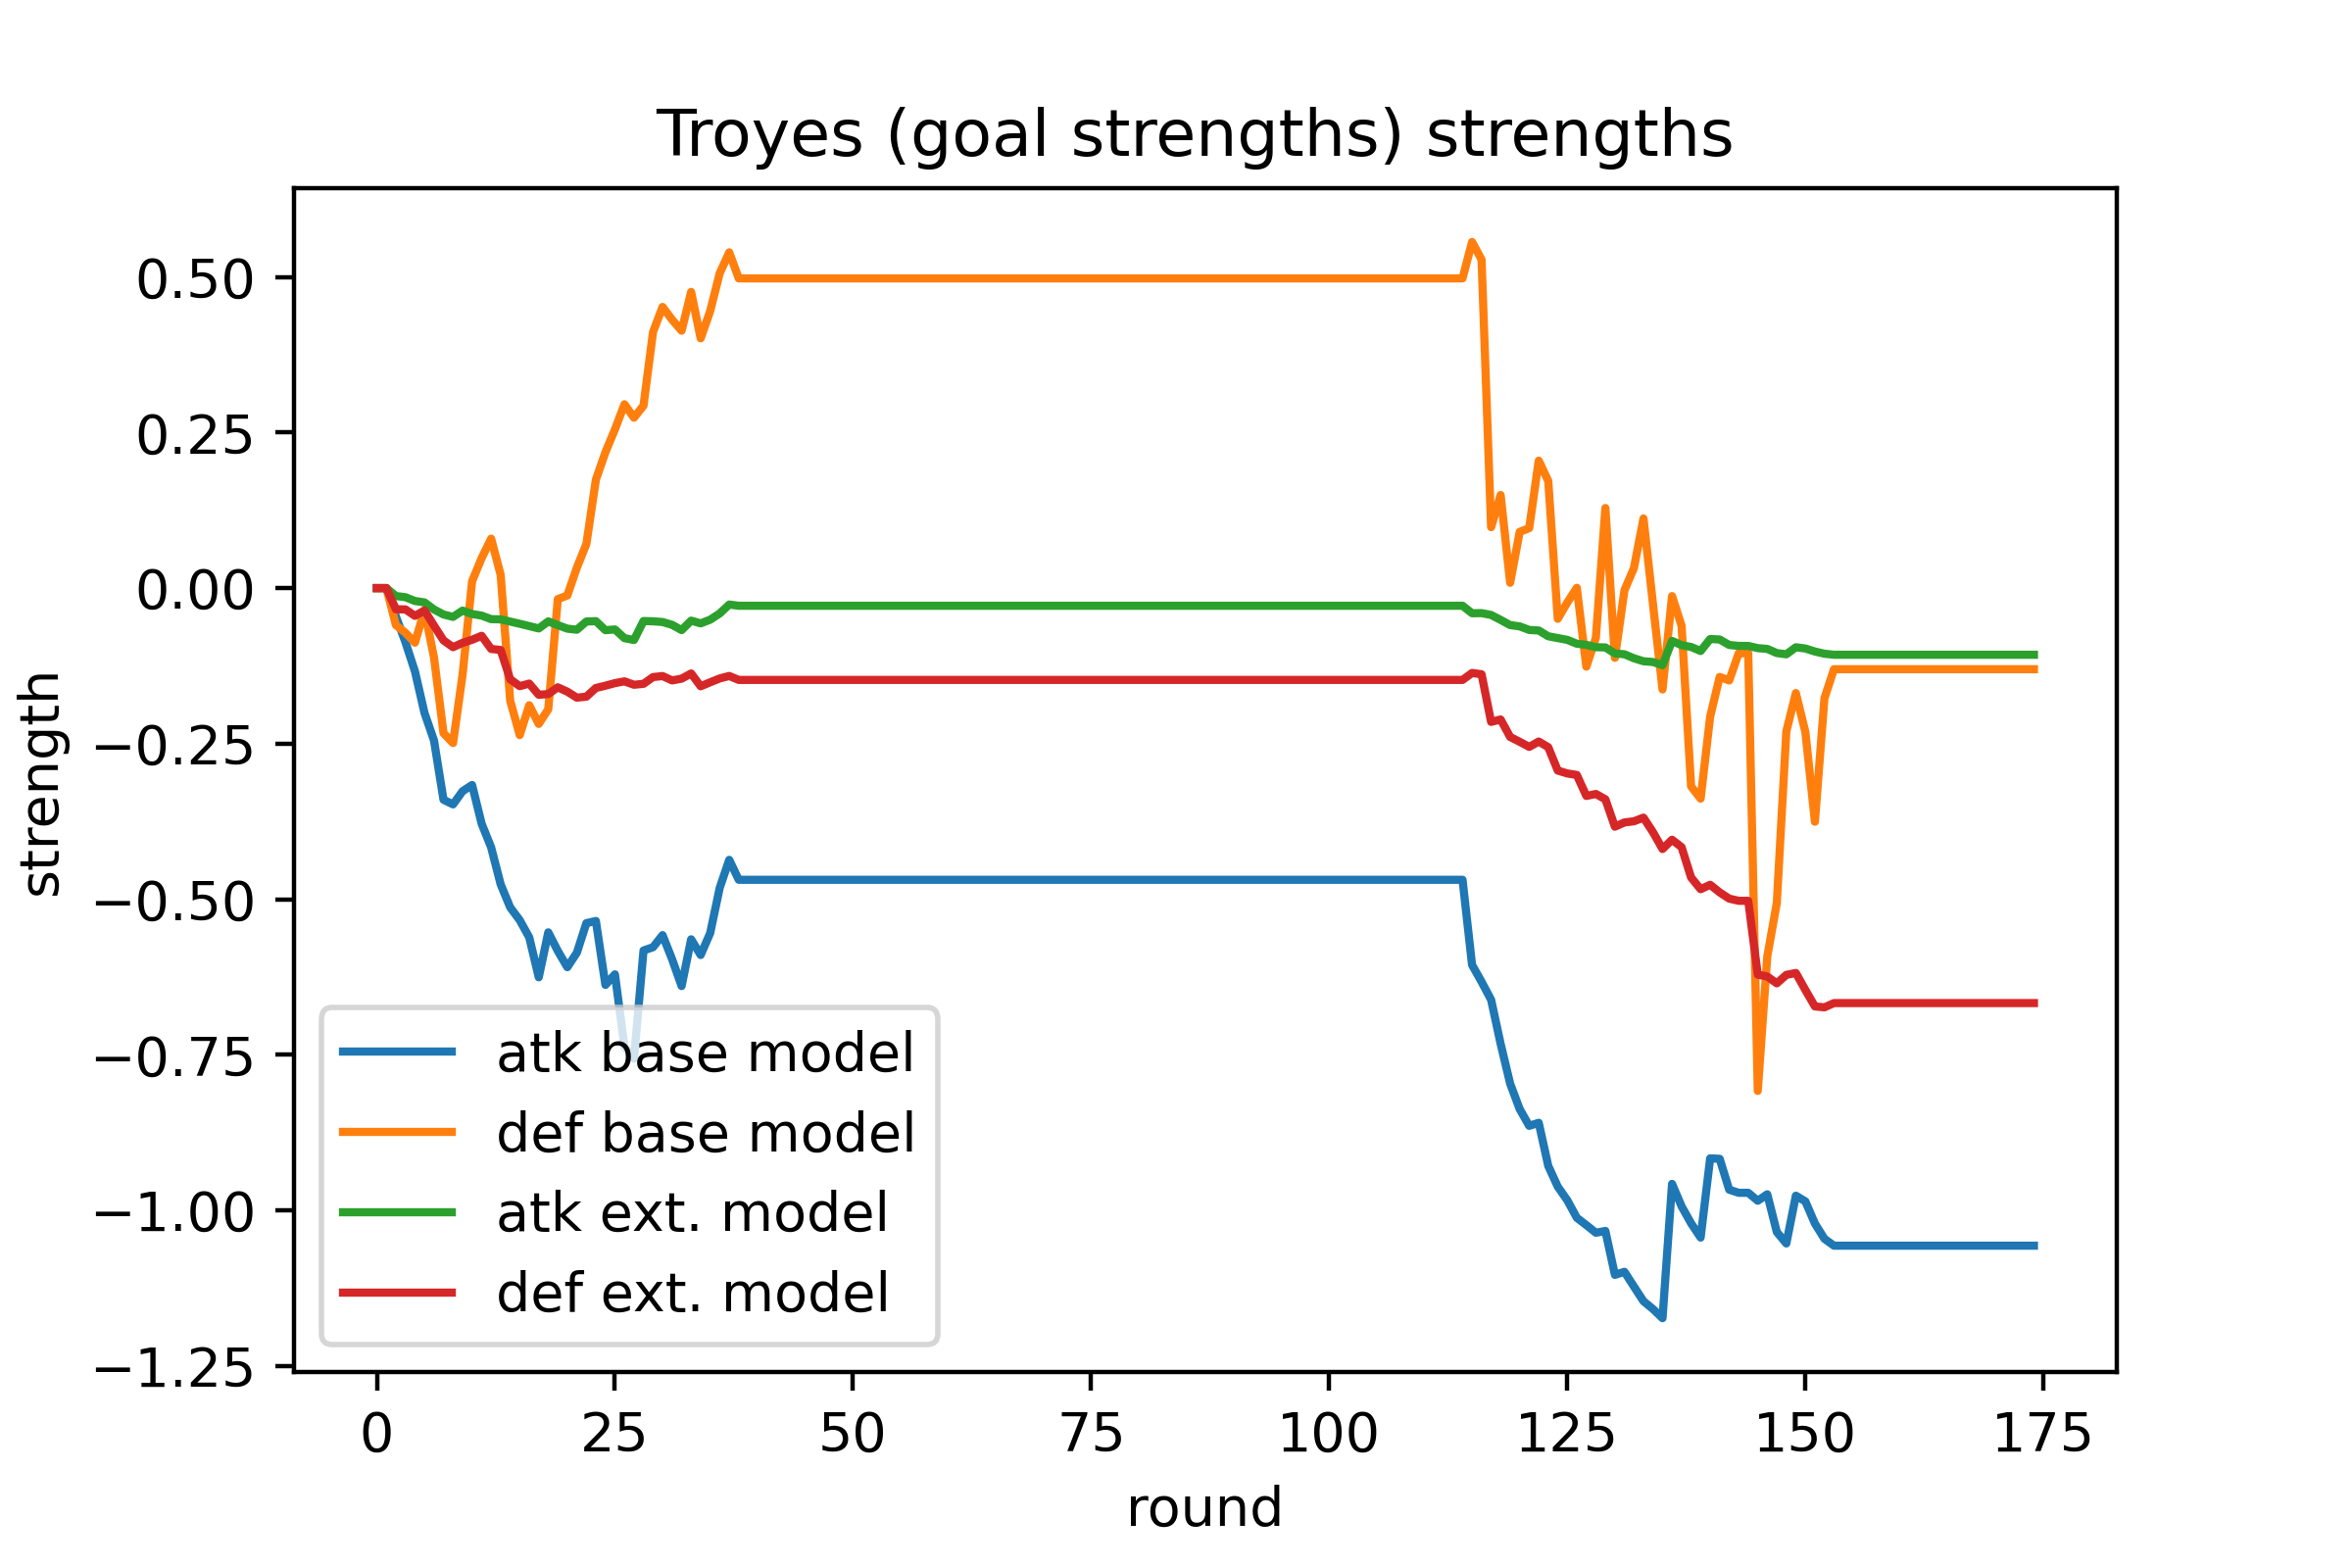 Troyes (goal strengths) strengths
strength
0.50
0.25
0.00
−0.25
−0.50
−0.75
−1.00
−1.25
atk base model
def base model
atk ext. model
def ext. model
0 25 50 75 100 125 150 175
round